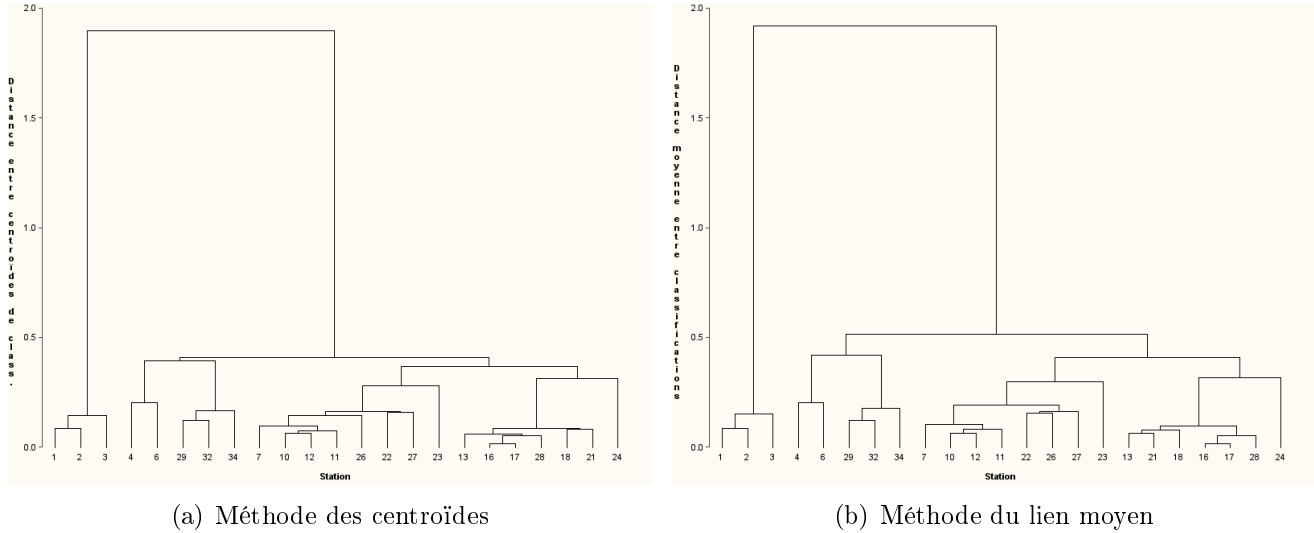 Distance entre centroïdes de class.
2.0
1.5
1.0
0.5
0.0
1 2 3 4 6 29 32 34 7 10 12 11 26 22 27 23 13 16 17 28 18 21 24
Station
(a) Méthode des centroïdes
Distance moyenne entre classifications
2.0
1.5
1.0
0.5
0.0
1 2 3 4 6 29 32 34 7 10 12 11 22 26 27 23 13 21 18 16 17 28 24
Station
(b) Méthode du lien moyen